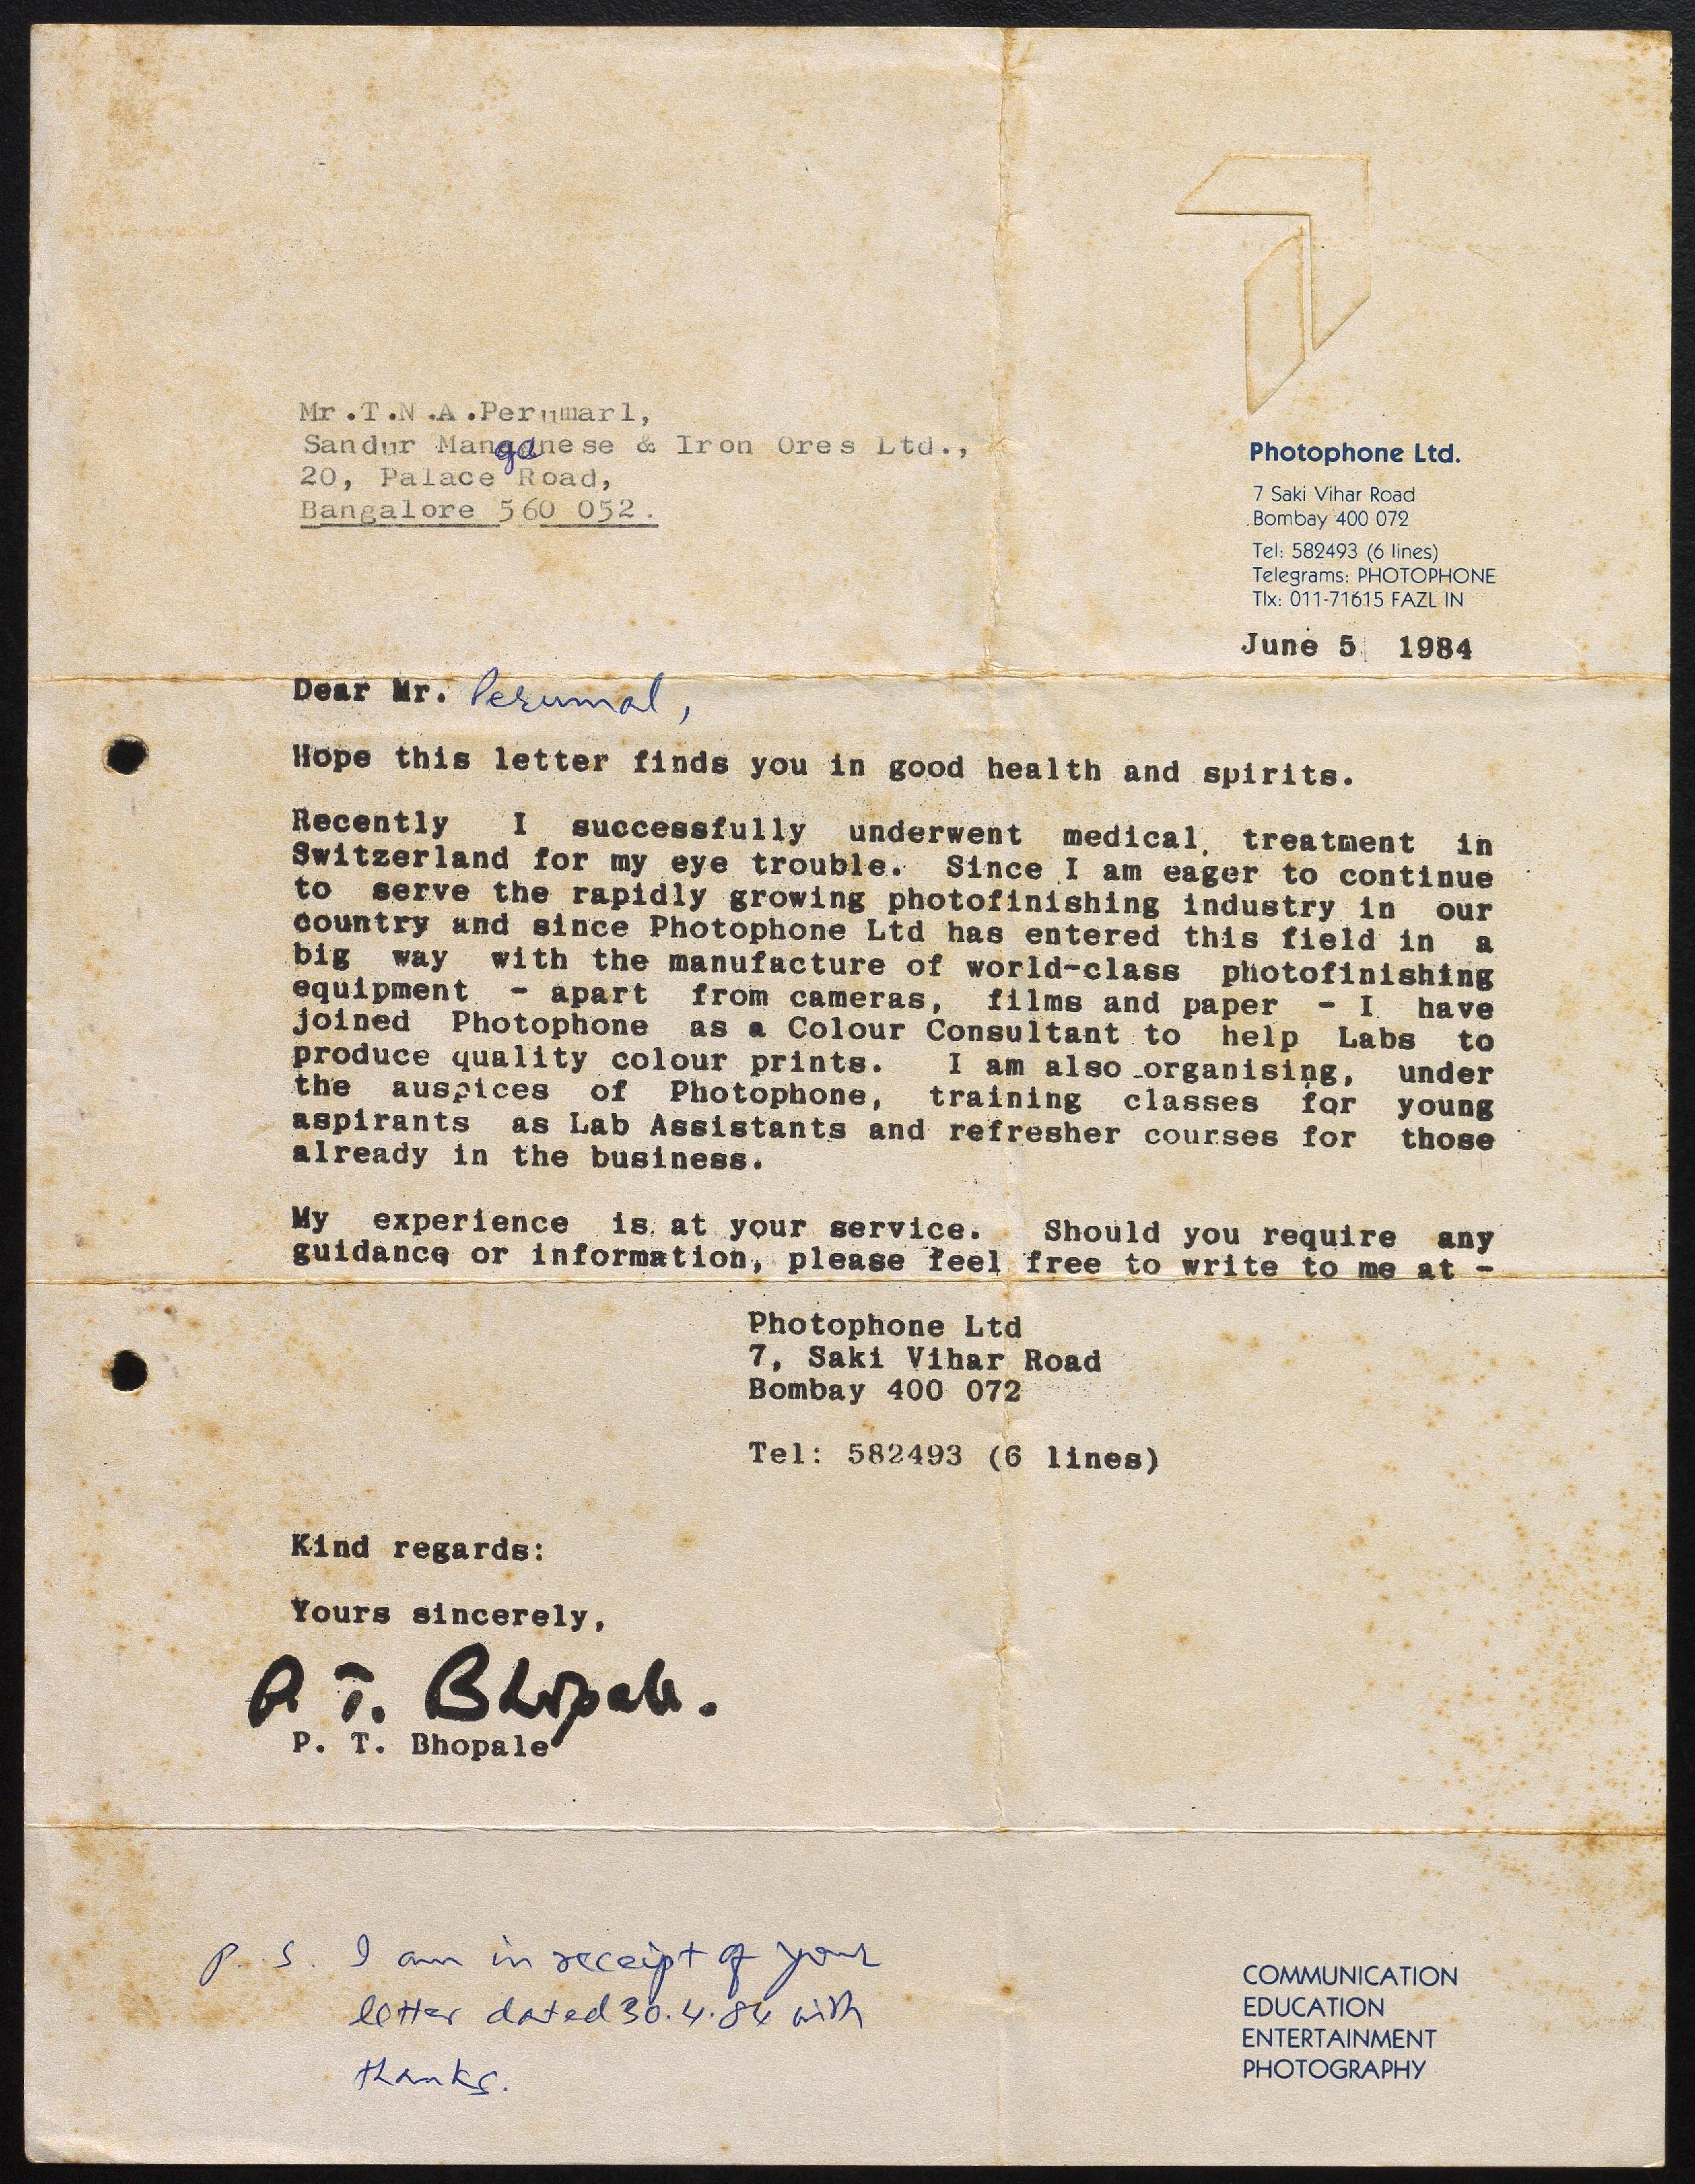 Mr.T.N.A.Perumarl,
Sandur Manganese & Iron Ores Ltd.,
20, Palace Road,
Bangalore 560 052.
Photophone Ltd.
7 Saki Vihar Road
Bombay 400 072
Tel: 582493 (6 lines)
Telegrams: PHOTOPHONE
Tlx: 011-71615 FAZL IN
June 5 1984
Dear Mr. Perumal,
Hope this letter finds you in good health and spirits.
Recently I successfully underwent medical treatment in
Switzerland for my eye trouble. Since I am eager to continue
to serve the rapidly growing photofinishing industry in our
country and since Photophone Ltd has entered this field in a
big way with the manufacture of world-class photofinishing
equipment - apart from cameras, films and paper - I have
joined Photophone as a Colour Consultant to help Labs to
produce quality colour prints. I am also organising, under
the auspices of Photophone, training classes for young
aspirants as Lab Assistants and refresher courses for those
already in the business.
My experience is at your service. Should you require any
guidance or information, please feel free to write to me at -
Photophone Ltd
7, Saki Vihar Road
Bombay 400 072
Tel: 582493 (6 lines)
Kind regards:
Yours sincerely,
P. T. Bhopale.
P. T. Bhopale
P.S. I am in receipt of your
letter dated 30.4.84 with
thanks.
COMMUNICATION
EDUCATION
ENTERTAINMENT
PHOTOGRAPHY